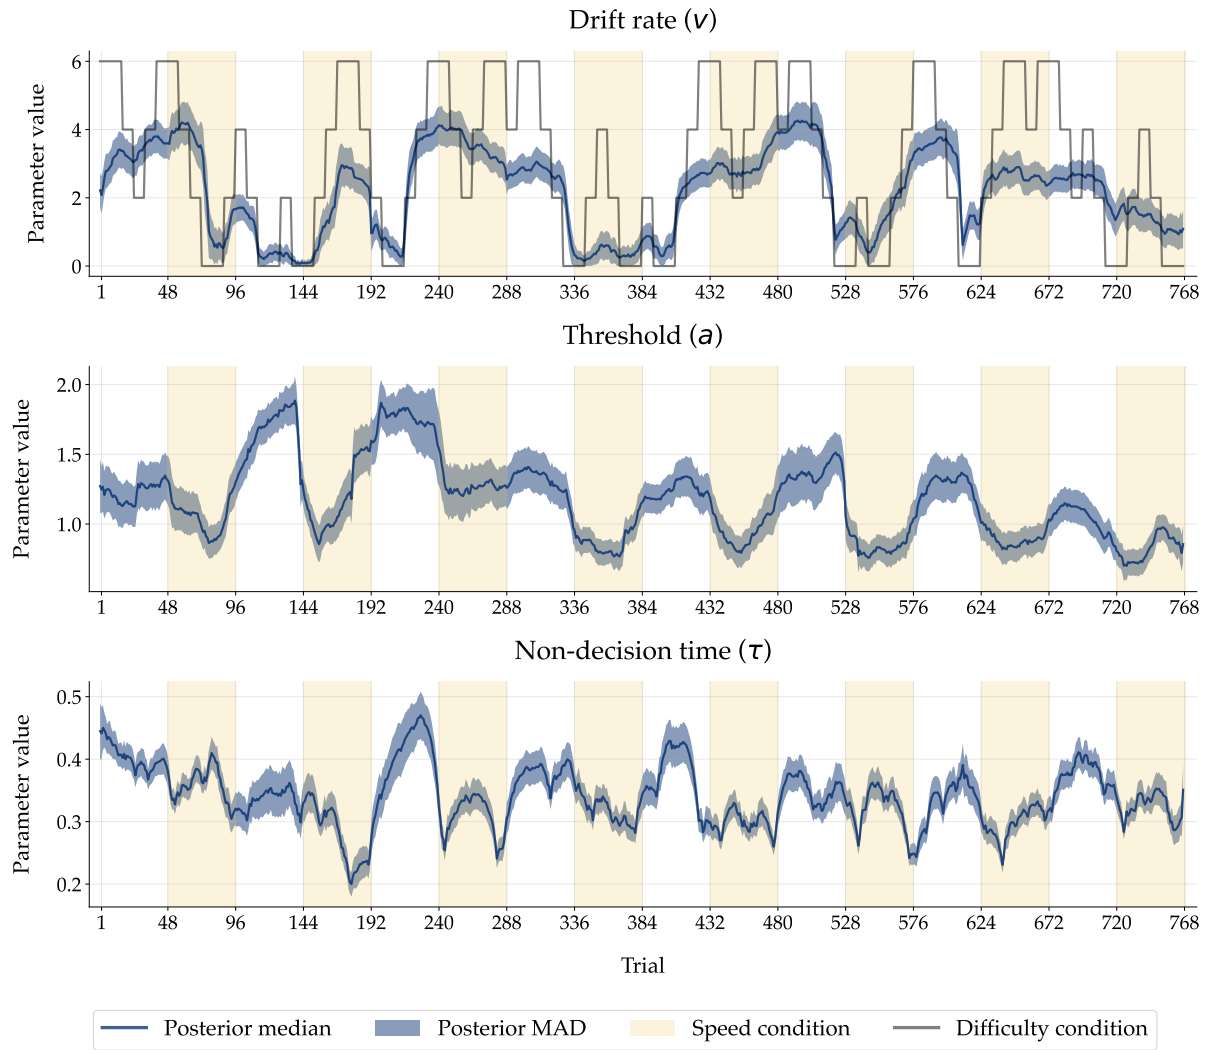 Drift rate (v)
Parameter value
6
4
2
0
1 48 96 144 192 240 288 336 384 432 480 528 576 624 672 720 768
Threshold (a)
Parameter value
2.0
1.5
1.0
1 48 96 144 192 240 288 336 384 432 480 528 576 624 672 720 768
Non-decision time (τ)
Parameter value
0.5
0.4
0.3
0.2
1 48 96 144 192 240 288 336 384 432 480 528 576 624 672 720 768
Trial
Posterior median Posterior MAD Speed condition Difficulty condition